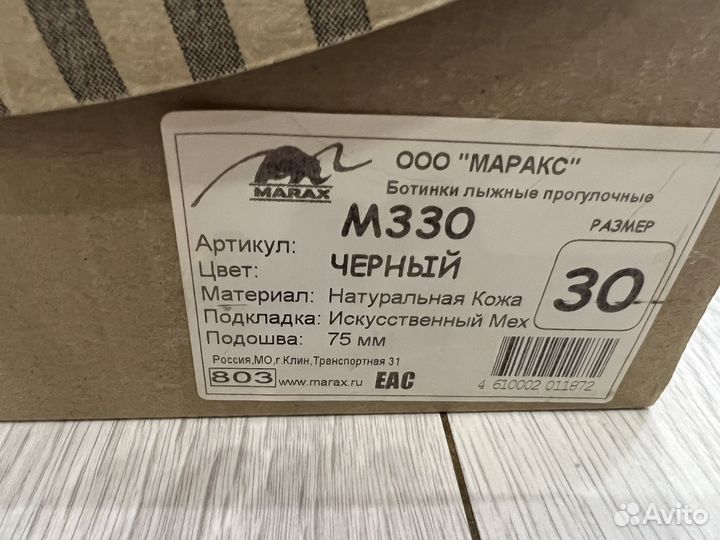 MARAX
ООО "МАРАКС"
Ботинки лыжные прогулочные
Артикул: М330
РАЗМЕР
30
Цвет: ЧЕРНЫЙ
Материал: Натуральная Кожа
Подкладка: Искусственный Мех
Подошва: 75 мм
Россия,МО,г.Клин,Транспортная 31
803 www.marax.ru EAC
4 610002 011872
Avito